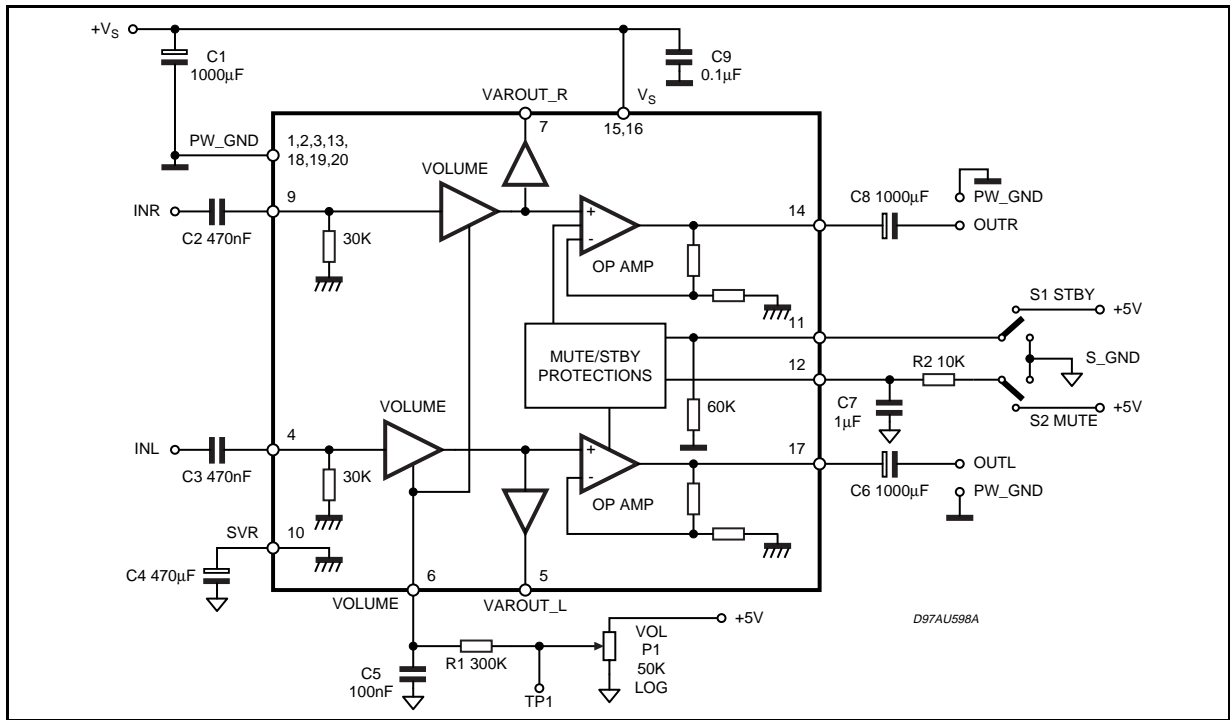 +VS
C1
1000µF
C9
0.1µF
VAROUT_R
VS
7
15,16
PW_GND
1,2,3,13,
18,19,20
VOLUME
INR
9
C2 470nF
30K
+
-
OP AMP
14
C8 1000µF
PW_GND
OUTR
11
S1 STBY
+5V
MUTE/STBY
PROTECTIONS
12
R2 10K
S_GND
60K
C7
1µF
S2 MUTE
+5V
VOLUME
INL
4
C3 470nF
30K
+
-
OP AMP
17
C6 1000µF
OUTL
PW_GND
SVR
10
C4 470µF
6
VOLUME
5
VAROUT_L
+5V
D97AU598A
C5
100nF
R1 300K
TP1
VOL
P1
50K
LOG